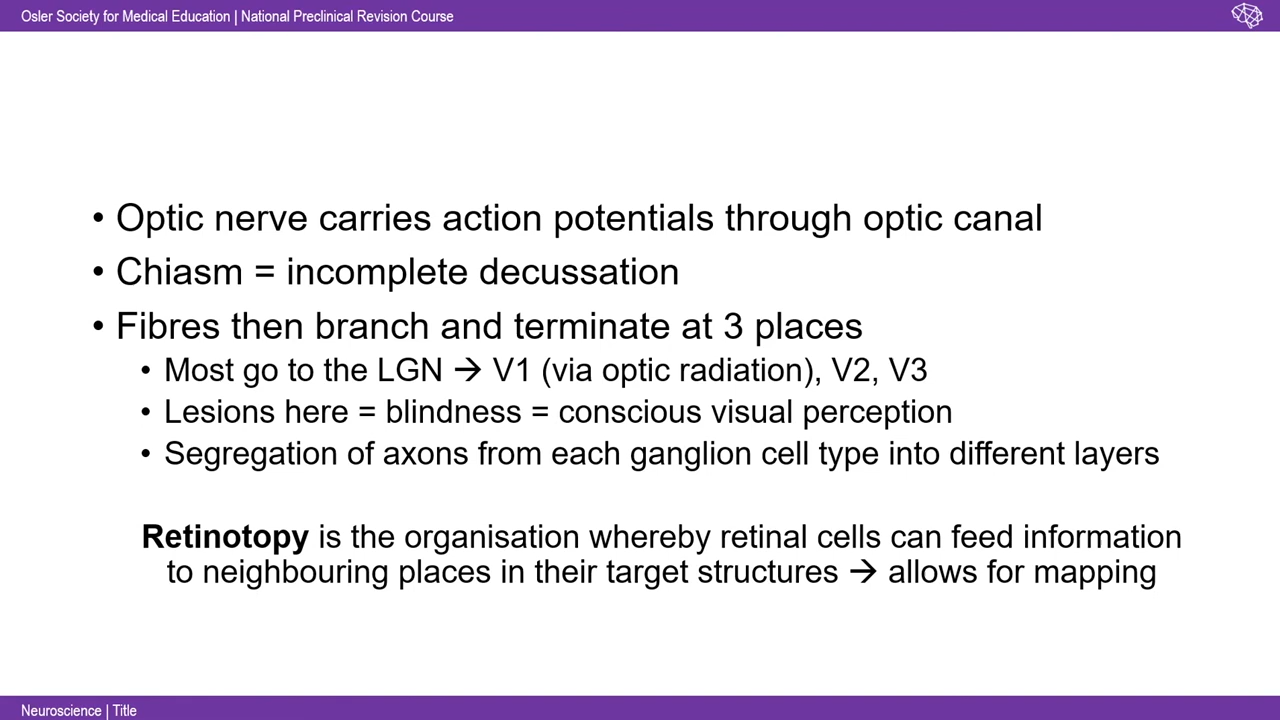 Osler Society for Medical Education | National Preclinical Revision Course
• Optic nerve carries action potentials through optic canal
• Chiasm = incomplete decussation
• Fibres then branch and terminate at 3 places
• Most go to the LGN → V1 (via optic radiation), V2, V3
• Lesions here = blindness = conscious visual perception
• Segregation of axons from each ganglion cell type into different layers
Retinotopy is the organisation whereby retinal cells can feed information
to neighbouring places in their target structures → allows for mapping
Neuroscience | Title